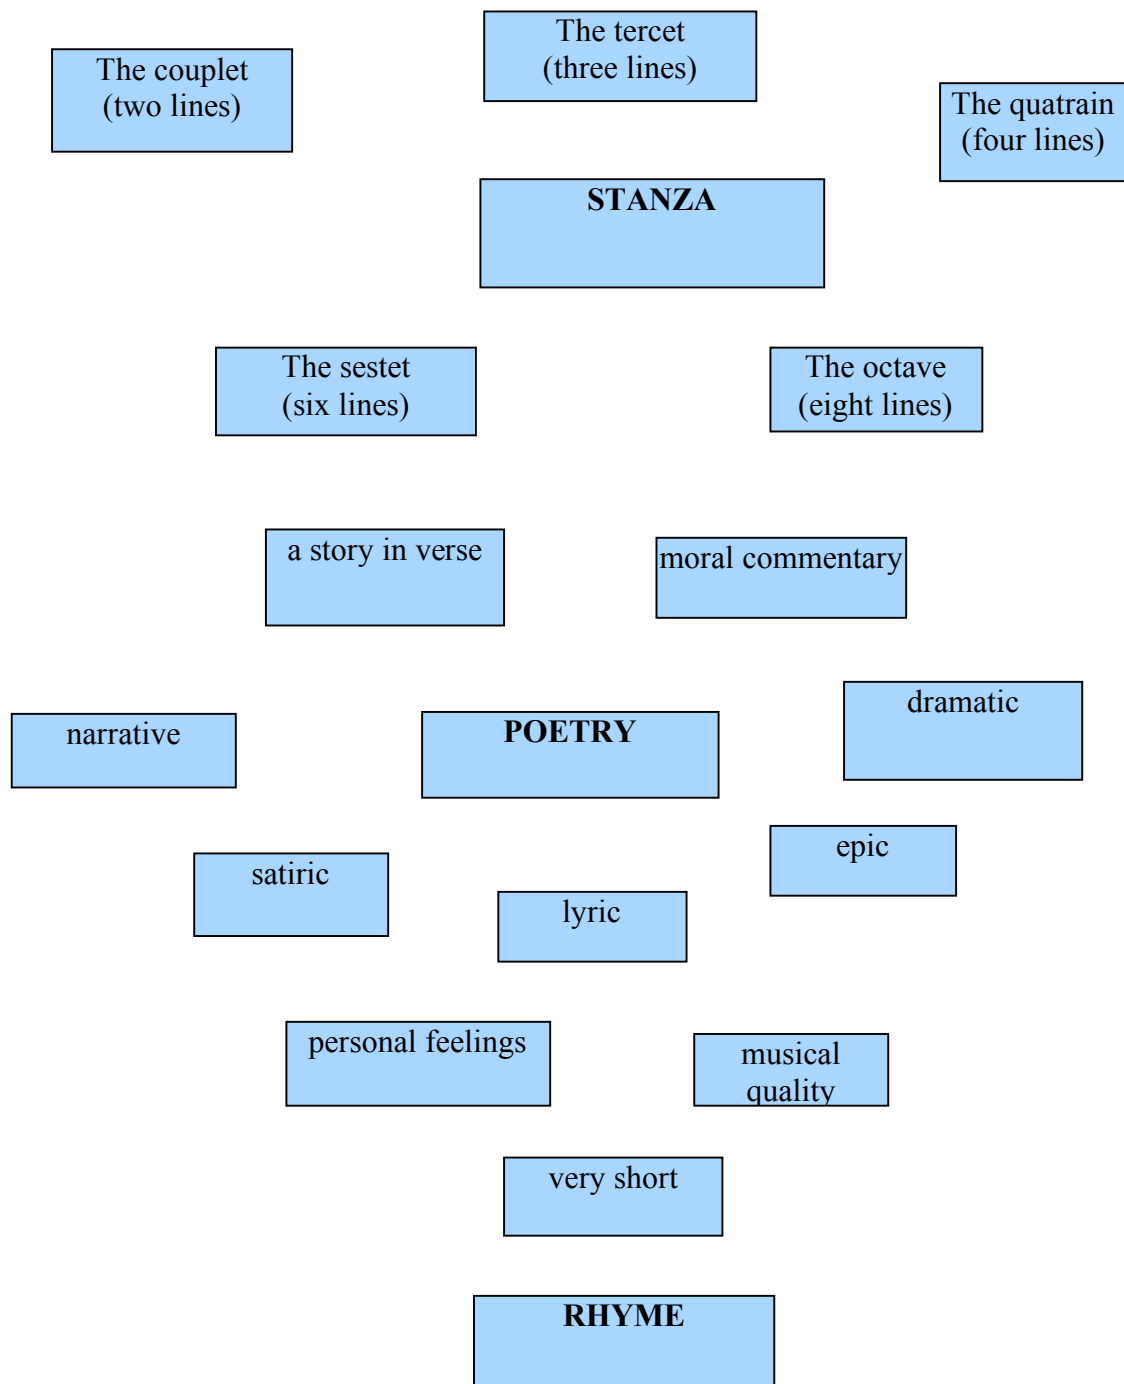 The tercet
(three lines)
The couplet
(two lines)
The quatrain
(four lines)
STANZA
The sestet
(six lines)
The octave
(eight lines)
a story in verse
moral commentary
dramatic
narrative
POETRY
epic
satiric
lyric
personal feelings
musical
quality
very short
RHYME